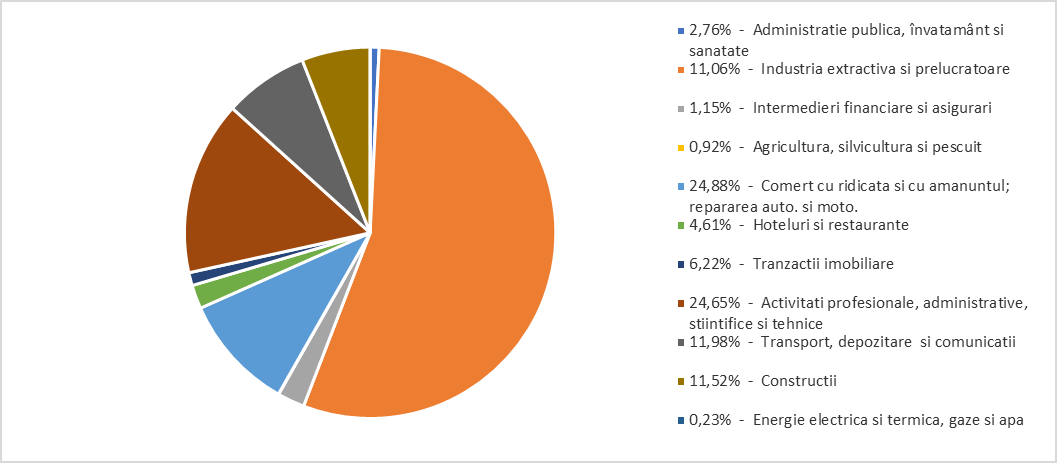 2,76%  -  Administratie publica, învatamânt si
sanatate
11,06%  -  Industria extractiva si prelucratoare
1,15%  -  Intermedieri financiare si asigurari
0,92%  -  Agricultura, silvicultura si pescuit
24,88%  -  Comert cu ridicata si cu amanuntul;
repararea auto. si moto.
4,61%  -  Hoteluri si restaurante
6,22%  -  Tranzactii imobiliare
24,65%  -  Activitati profesionale, administrative,
stiintifice si tehnice
11,98%  -  Transport, depozitare  si comunicatii
11,52%  -  Constructii
0,23%  -  Energie electrica si termica, gaze si apa